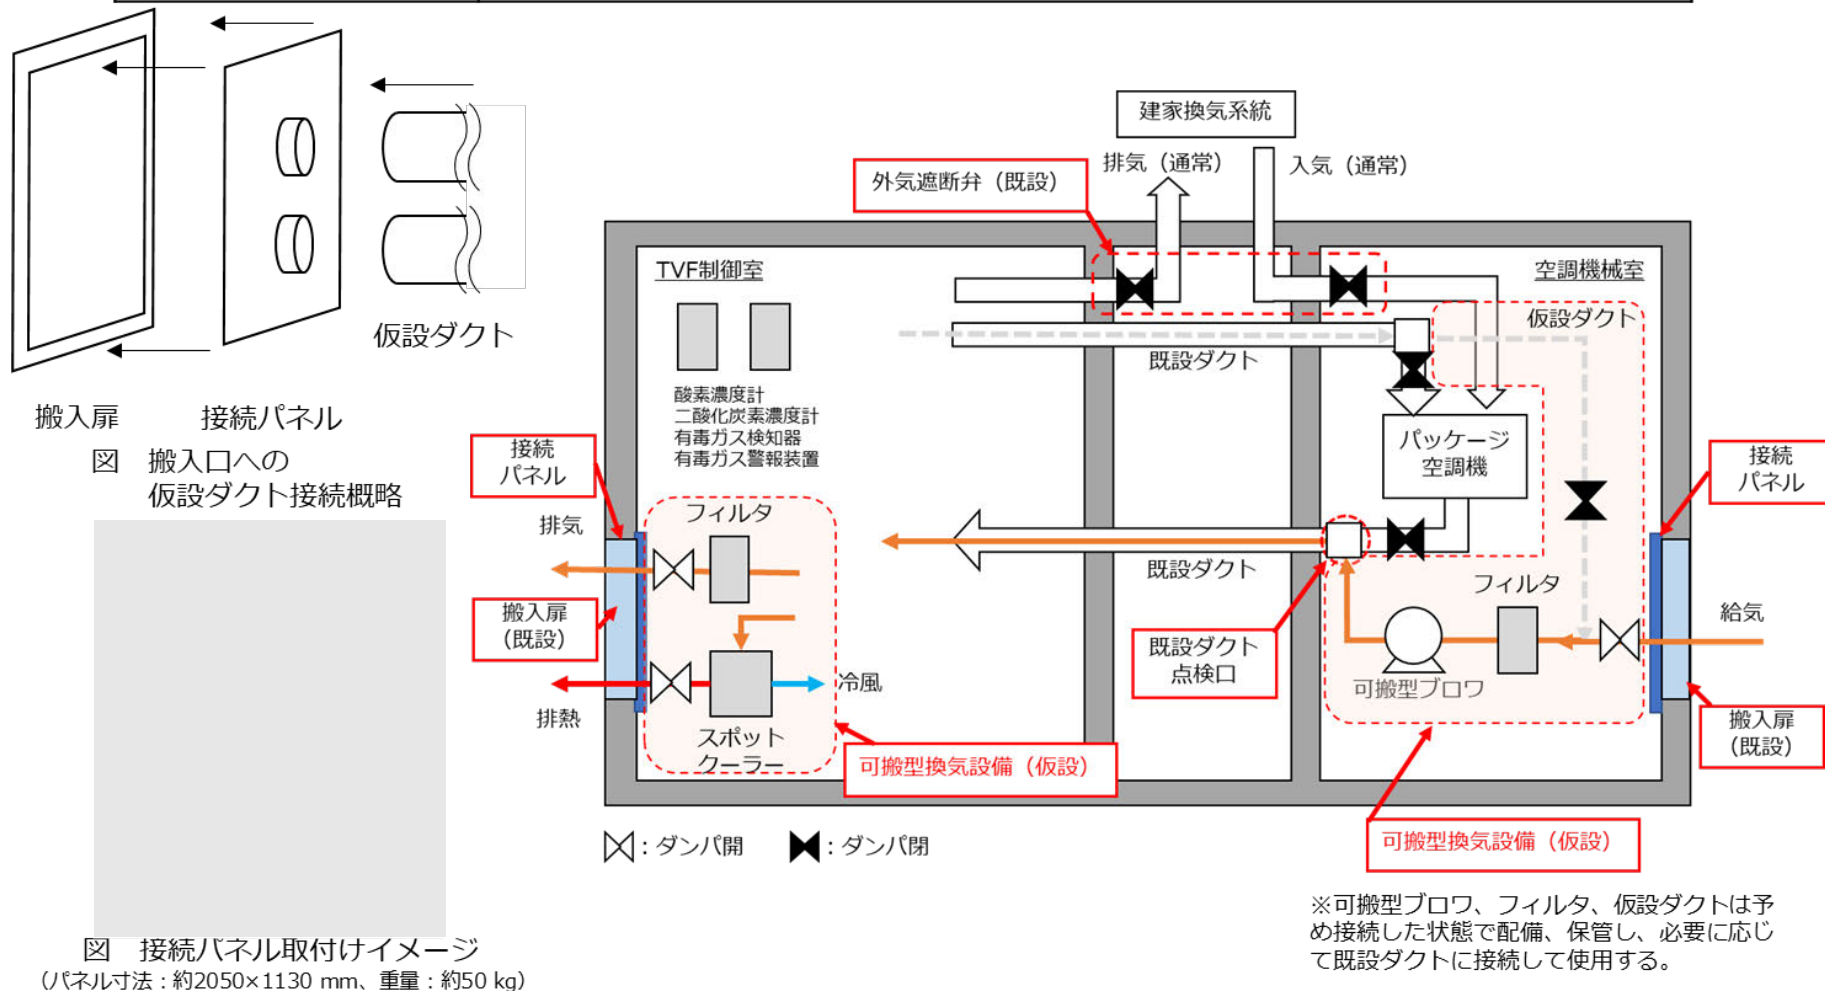 仮設ダクト
搬入扉
接続パネル
図　搬入口への
仮設ダクト接続概略
図　接続パネル取付けイメージ
（パネル寸法：約2050×1130 mm、重量：約50 kg）
建家換気系統
排気（通常）
入気（通常）
外気遮断弁（既設）
TVF制御室
空調機械室
酸素濃度計
二酸化炭素濃度計
有毒ガス検知器
有毒ガス警報装置
既設ダクト
仮設ダクト
パッケージ
空調機
接続
パネル
接続
パネル
排気
フィルタ
搬入扉
（既設）
排熱
冷風
スポット
クーラー
可搬型換気設備（仮設）
既設ダクト
既設ダクト
点検口
フィルタ
可搬型ブロワ
給気
搬入扉
（既設）
可搬型換気設備（仮設）
：ダンパ開
：ダンパ閉
※可搬型ブロワ、フィルタ、仮設ダクトは予
め接続した状態で配備、保管し、必要に応じ
て既設ダクトに接続して使用する。